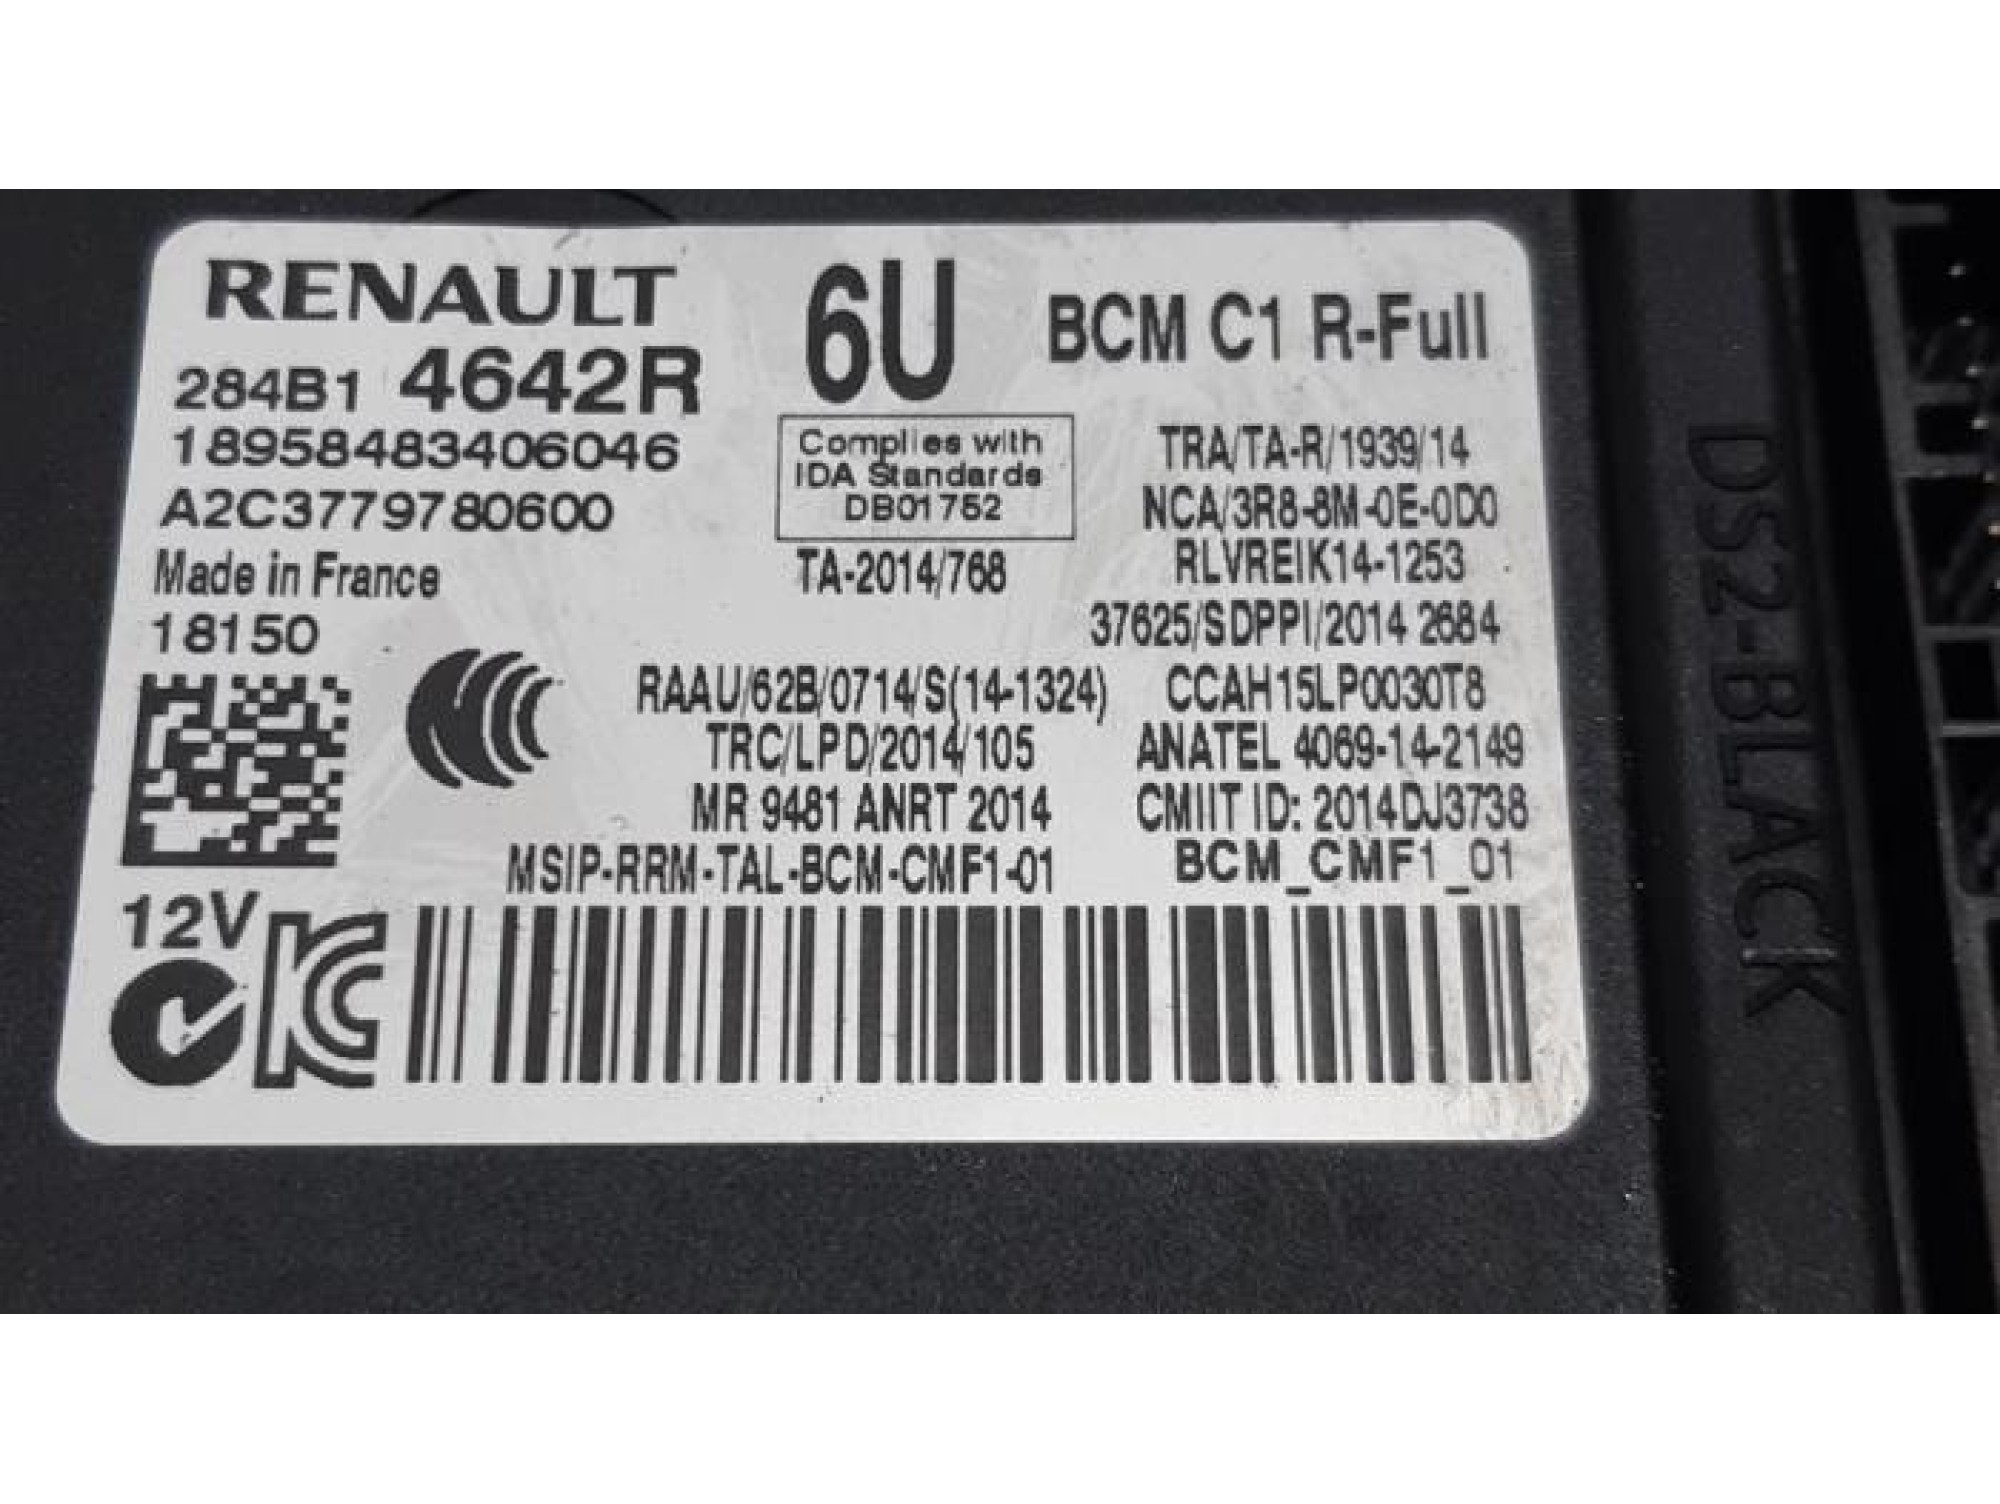 RENAULT
284B1 4642R
18958483406046
A2C3779780600
Made in France
18150
6U
BCM C1 R-Full
Complies with
IDA Standards
DB01752
TA-2014/768
TRA/TA-R/1939/14
NCA/3R8-8M-0E-0D0
RLVREIK14-1253
37625/SDPPI/2014 2684
RAAU/62B/0714/S(14-1324)
CCAH15LP0030T8
TRC/LPD/2014/105
ANATEL 4069-14-2149
MR 9481 ANRT 2014
CMIIT ID: 2014DJ3738
MSIP-RRM-TAL-BCM-CMF1-01
BCM_CMF1_01
12V
DS2-BLACK